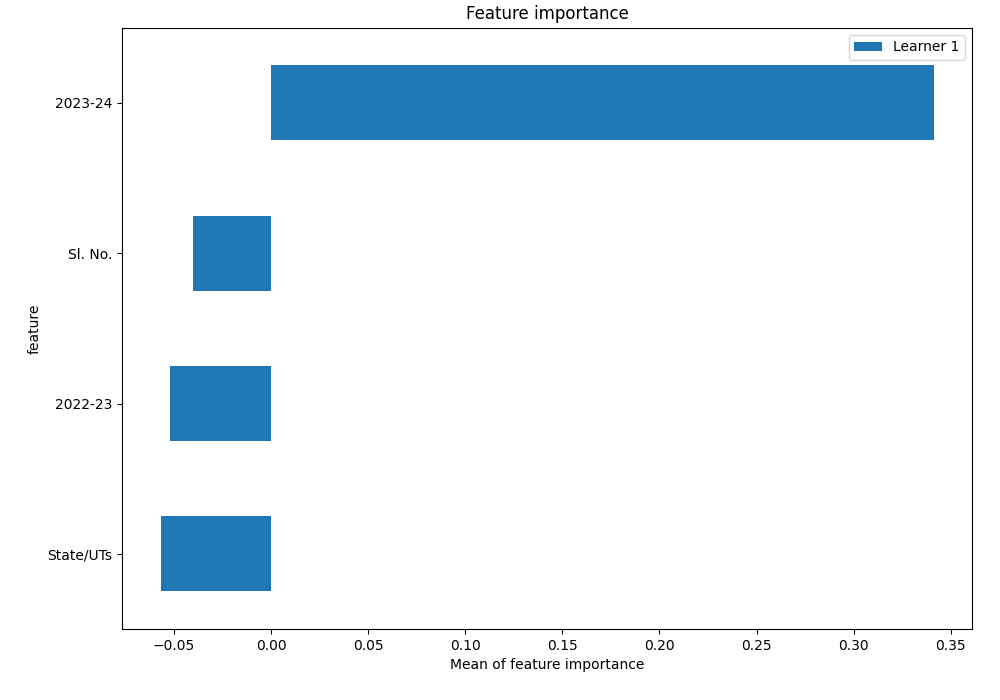 Feature importance
Learner 1
2023-24
Sl. No.
2022-23
State/UTs
feature
−0.05 0.00 0.05 0.10 0.15 0.20 0.25 0.30 0.35
Mean of feature importance